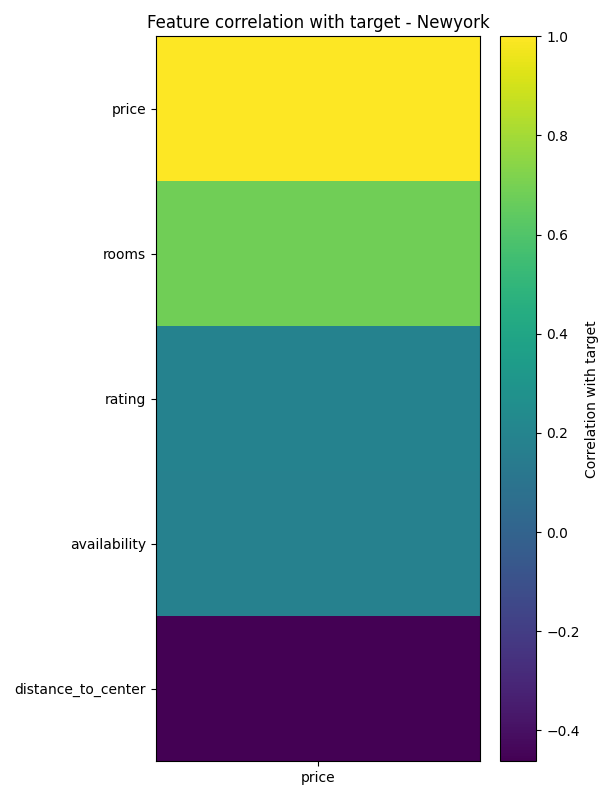 Feature correlation with target - Newyork
price
rooms
rating
availability
distance_to_center
price
1.0
0.8
0.6
0.4
0.2
0.0
−0.2
−0.4
Correlation with target